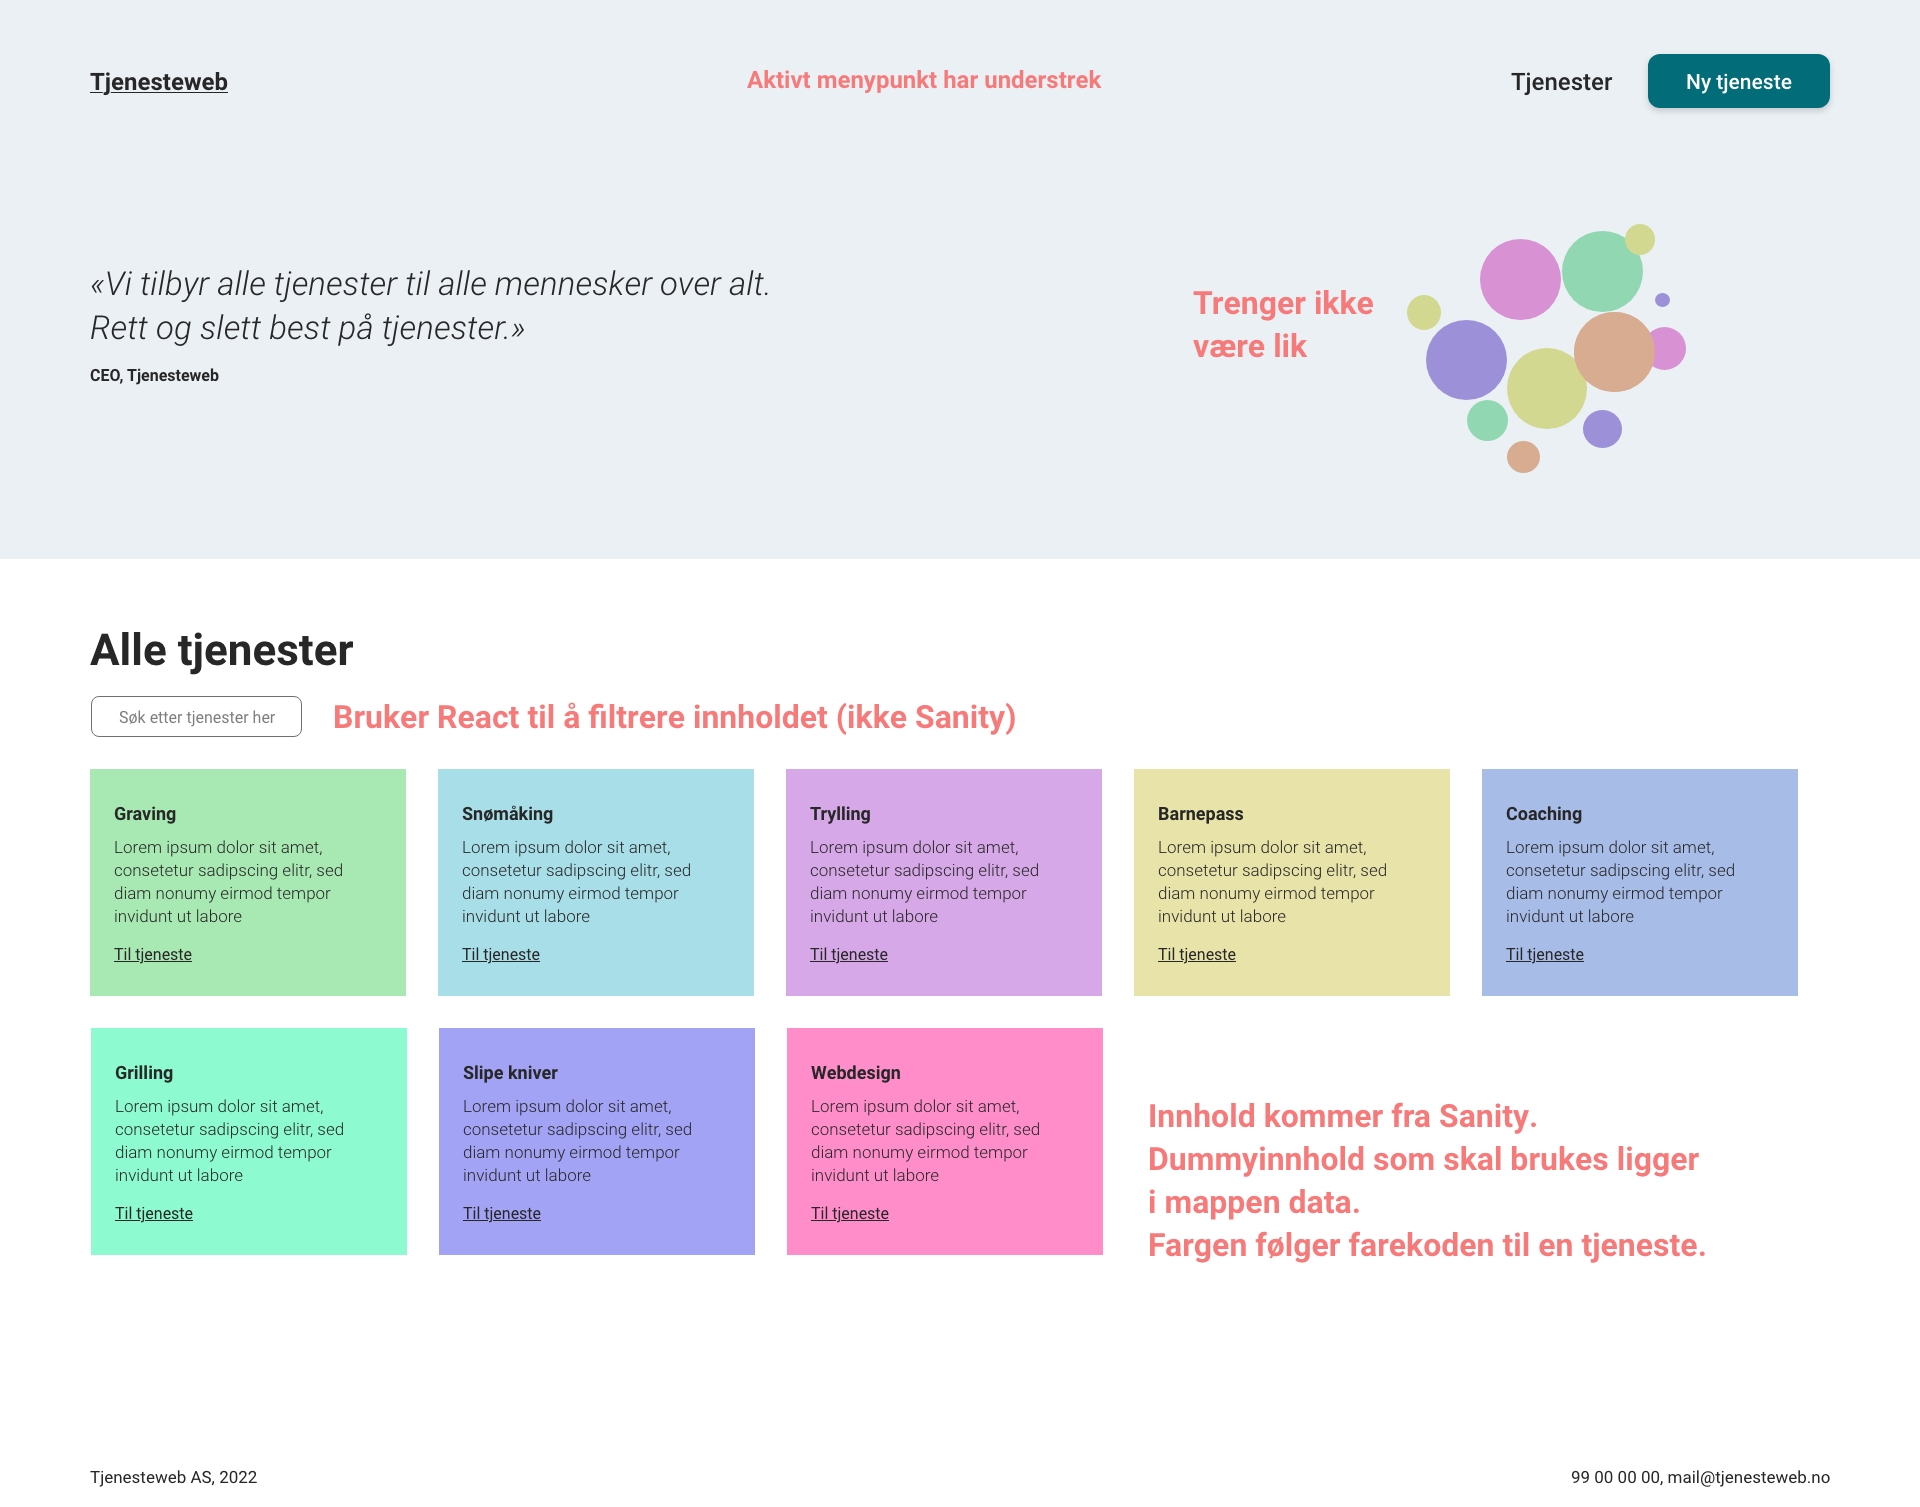 Tjenesteweb
Aktivt menypunkt har understrek
Tjenester
Ny tjeneste
«Vi tilbyr alle tjenester til alle mennesker over alt.
Rett og slett best på tjenester.»
CEO, Tjenesteweb
Trenger ikke
være lik
Alle tjenester
Søk etter tjenester her
Bruker React til å filtrere innholdet (ikke Sanity)
Graving
Lorem ipsum dolor sit amet,
consetetur sadipscing elitr, sed
diam nonumy eirmod tempor
invidunt ut labore
Til tjeneste
Snømåking
Lorem ipsum dolor sit amet,
consetetur sadipscing elitr, sed
diam nonumy eirmod tempor
invidunt ut labore
Til tjeneste
Trylling
Lorem ipsum dolor sit amet,
consetetur sadipscing elitr, sed
diam nonumy eirmod tempor
invidunt ut labore
Til tjeneste
Barnepass
Lorem ipsum dolor sit amet,
consetetur sadipscing elitr, sed
diam nonumy eirmod tempor
invidunt ut labore
Til tjeneste
Coaching
Lorem ipsum dolor sit amet,
consetetur sadipscing elitr, sed
diam nonumy eirmod tempor
invidunt ut labore
Til tjeneste
Grilling
Lorem ipsum dolor sit amet,
consetetur sadipscing elitr, sed
diam nonumy eirmod tempor
invidunt ut labore
Til tjeneste
Slipe kniver
Lorem ipsum dolor sit amet,
consetetur sadipscing elitr, sed
diam nonumy eirmod tempor
invidunt ut labore
Til tjeneste
Webdesign
Lorem ipsum dolor sit amet,
consetetur sadipscing elitr, sed
diam nonumy eirmod tempor
invidunt ut labore
Til tjeneste
Innhold kommer fra Sanity.
Dummyinnhold som skal brukes ligger
i mappen data.
Fargen følger farekoden til en tjeneste.
Tjenesteweb AS, 2022
99 00 00 00, mail@tjenesteweb.no